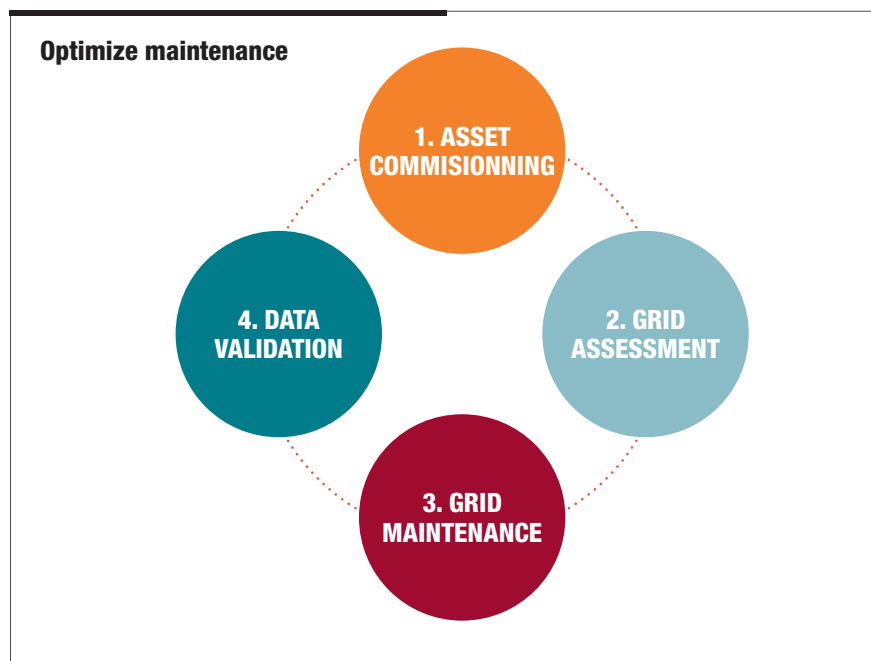 Optimize maintenance
1. ASSET
COMMISIONNING
2. GRID
ASSESSMENT
3. GRID
MAINTENANCE
4. DATA
VALIDATION